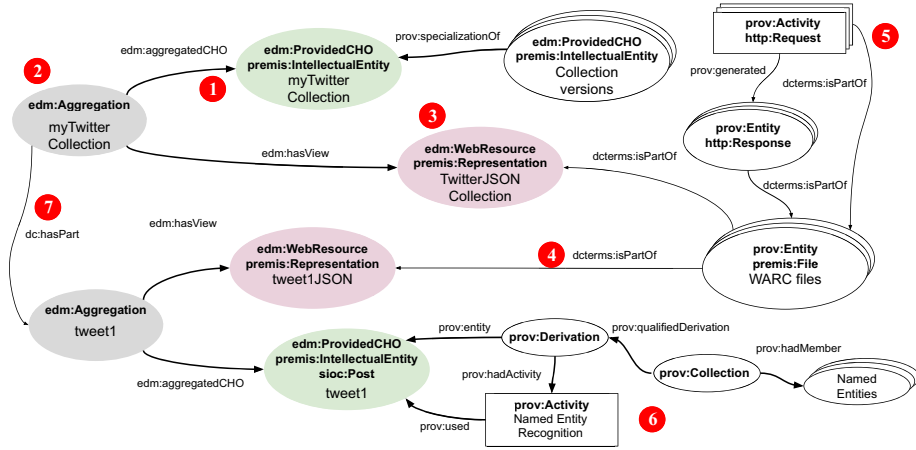 prov:Activity
http:Request
5
prov:specializationOf
edm:aggregatedCHO
edm:ProvidedCHO
premis:IntellectualEntity
myTwitter
Collection
edm:ProvidedCHO
premis:IntellectualEntity
Collection
versions
prov:generated
2
1
dcterms:isPartOf
edm:Aggregation
myTwitter
Collection
3
prov:Entity
http:Response
edm:hasView
edm:WebResource
premis:Representation
TwitterJSON
Collection
dcterms:isPartOf
dcterms:isPartOf
7
dc:hasPart
edm:hasView
edm:WebResource
premis:Representation
tweet1JSON
4
dcterms:isPartOf
prov:Entity
premis:File
WARC files
edm:Aggregation
tweet1
prov:entity
prov:Derivation
prov:qualifiedDerivation
edm:ProvidedCHO
premis:IntellectualEntity
sioc:Post
tweet1
prov:hadMember
edm:aggregatedCHO
prov:hadActivity
prov:Collection
Named
Entities
prov:used
prov:Activity
Named Entity
Recognition
6